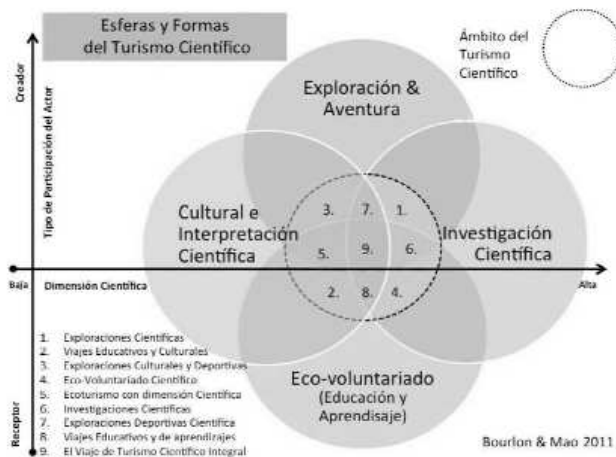 Esferas y Formas
del Turismo Científico
Ámbito del
Turismo
Científico
Creador
Tipo de Participación del Actor
Receptor
Exploración &
Aventura
Cultural e
Interpretación
Científica
Investigación
Científica
3.
7.
1.
5.
9.
6.
2.
8.
4.
Baja
Dimensión Científica
Alta
Eco-voluntariado
(Educación y
Aprendisaje)
1. Exploraciones Científicas
2. Viajes Educativos y Culturales
3. Exploraciones Culturales y Deportivas
4. Eco-Voluntariado Científico
5. Ecoturismo con dimensión Científica
6. Investigaciones Científicas
7. Exploraciones Deportivas Científica
8. Viajes Educativos y de aprendizajes
9. El Viaje de Turismo Científico Integral
Bourlon & Mao 2011